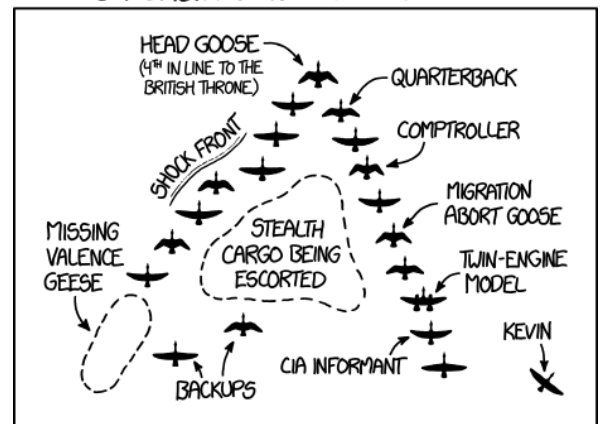 HEAD GOOSE
(4TH IN LINE TO THE
BRITISH THRONE)
QUARTERBACK
COMPTROLLER
SHOCK FRONT
MIGRATION
ABORT GOOSE
STEALTH
CARGO BEING
ESCORTED
MISSING
VALENCE
GEESE
TWIN-ENGINE
MODEL
KEVIN
CIA INFORMANT
BACKUPS